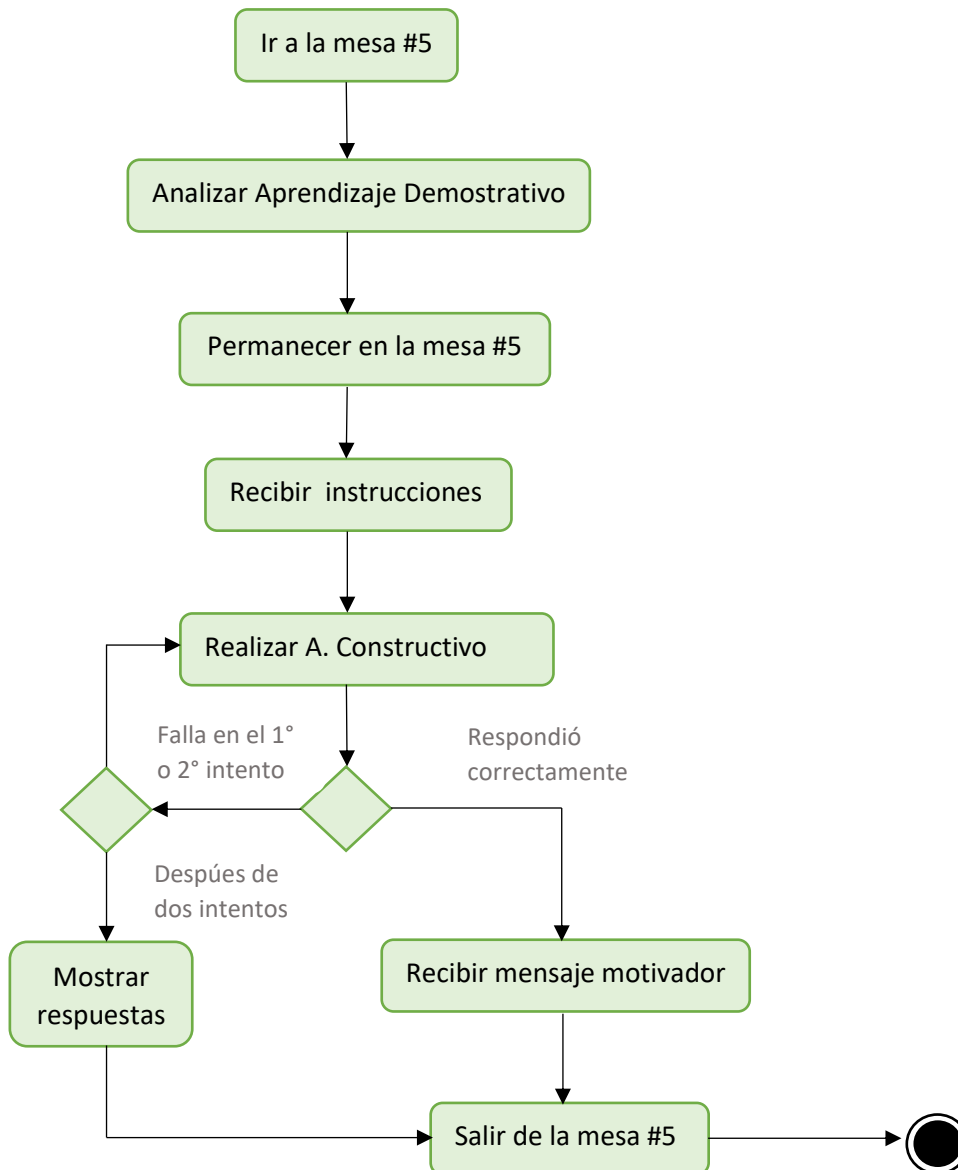 Ir a la mesa #5
Analizar Aprendizaje Demostrativo
Permanecer en la mesa #5
Recibir  instrucciones
Realizar A. Constructivo
Falla en el 1°
o 2° intento
Respondió
correctamente
Despúes de
dos intentos
Mostrar
respuestas
Recibir mensaje motivador
Salir de la mesa #5